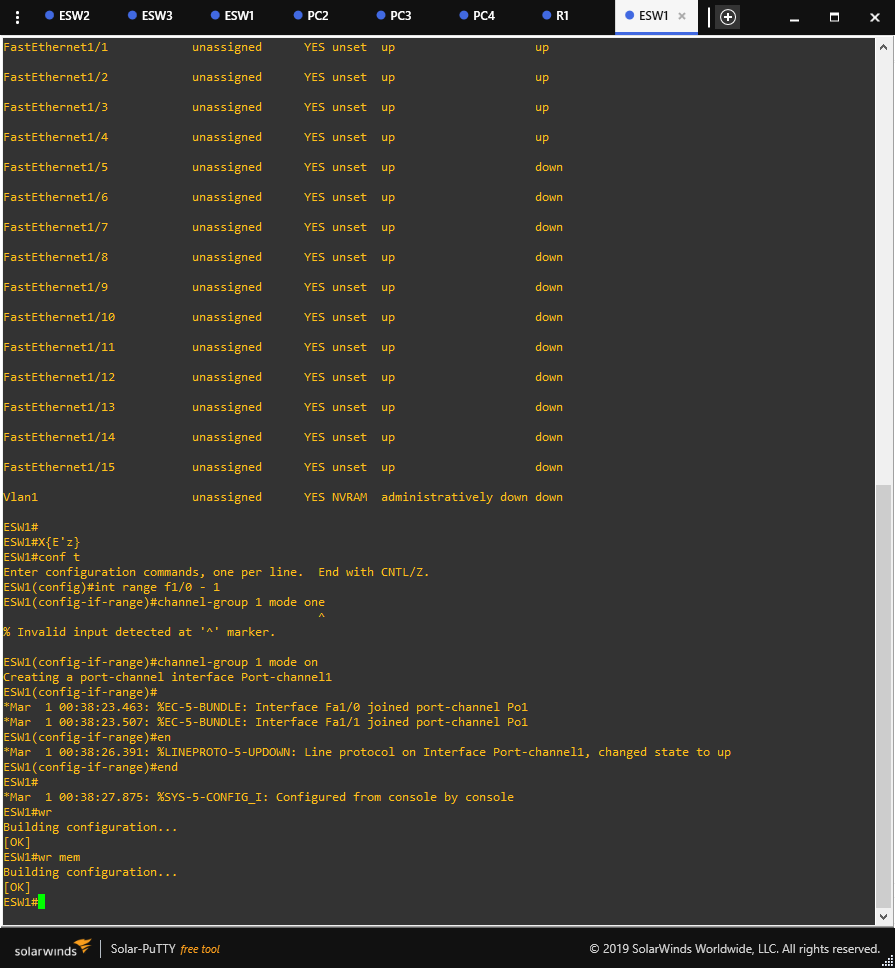 ESW2 ESW3 ESW1 PC2 PC3 PC4 R1 ESW1
FastEthernet1/1 unassigned YES unset up up
FastEthernet1/2 unassigned YES unset up up
FastEthernet1/3 unassigned YES unset up up
FastEthernet1/4 unassigned YES unset up up
FastEthernet1/5 unassigned YES unset up down
FastEthernet1/6 unassigned YES unset up down
FastEthernet1/7 unassigned YES unset up down
FastEthernet1/8 unassigned YES unset up down
FastEthernet1/9 unassigned YES unset up down
FastEthernet1/10 unassigned YES unset up down
FastEthernet1/11 unassigned YES unset up down
FastEthernet1/12 unassigned YES unset up down
FastEthernet1/13 unassigned YES unset up down
FastEthernet1/14 unassigned YES unset up down
FastEthernet1/15 unassigned YES unset up down
Vlan1 unassigned YES NVRAM administratively down down
ESW1#
ESW1#X{E'z}
ESW1#conf t
Enter configuration commands, one per line.  End with CNTL/Z.
ESW1(config)#int range f1/0 - 1
ESW1(config-if-range)#channel-group 1 mode one
^
% Invalid input detected at '^' marker.
ESW1(config-if-range)#channel-group 1 mode on
Creating a port-channel interface Port-channel1
ESW1(config-if-range)#
*Mar  1 00:38:23.463: %EC-5-BUNDLE: Interface Fa1/0 joined port-channel Po1
*Mar  1 00:38:23.507: %EC-5-BUNDLE: Interface Fa1/1 joined port-channel Po1
ESW1(config-if-range)#en
*Mar  1 00:38:26.391: %LINEPROTO-5-UPDOWN: Line protocol on Interface Port-channel1, changed state to up
ESW1(config-if-range)#end
ESW1#
*Mar  1 00:38:27.875: %SYS-5-CONFIG_I: Configured from console by console
ESW1#wr
Building configuration...
[OK]
ESW1#wr mem
Building configuration...
[OK]
ESW1#
solarwinds Solar-PuTTY free tool © 2019 SolarWinds Worldwide, LLC. All rights reserved.